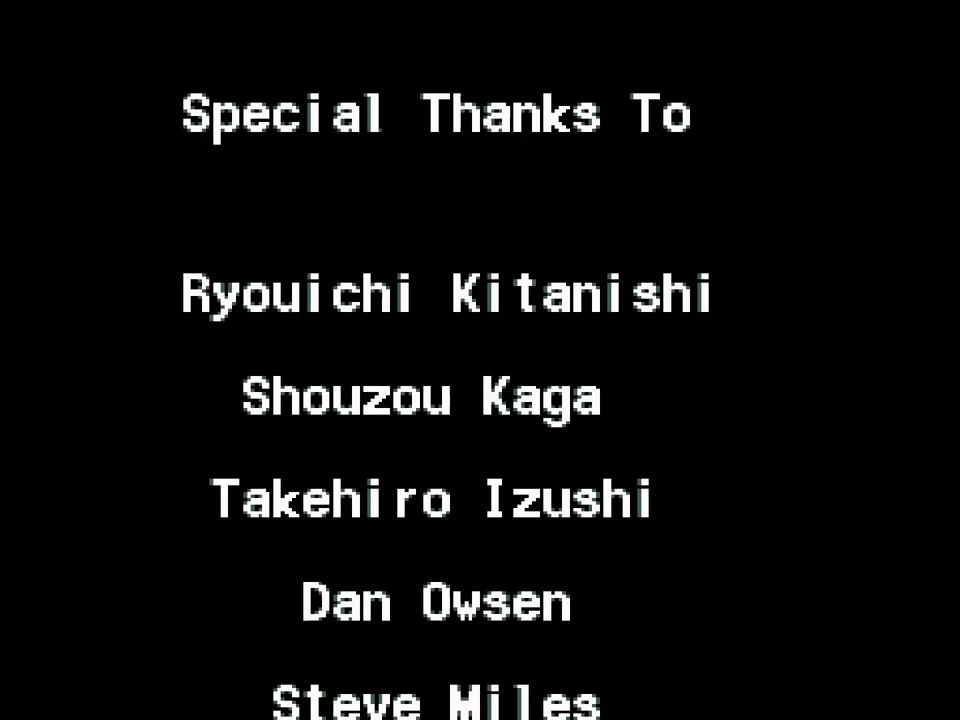 Special Thanks To
Ryouichi Kitanishi
Shouzou Kaga
Takehiro Izushi
Dan Owsen
Steve Miles